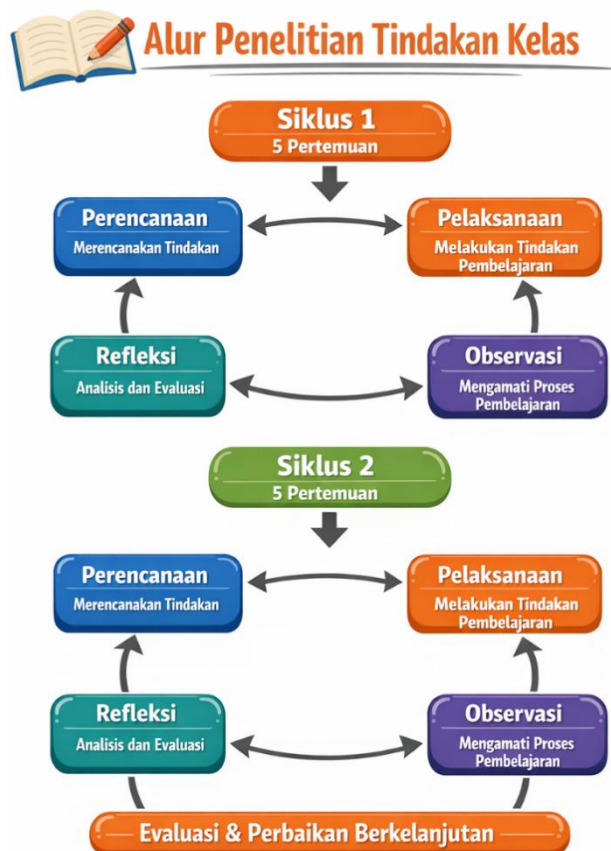 Alur Penelitian Tindakan Kelas
Siklus 1
5 Pertemuan
Perencanaan
Merencanakan Tindakan
Pelaksanaan
Melakukan Tindakan
Pembelajaran
Refleksi
Analisis dan Evaluasi
Observasi
Mengamati Proses
Pembelajaran
Siklus 2
5 Pertemuan
Perencanaan
Merencanakan Tindakan
Pelaksanaan
Melakukan Tindakan
Pembelajaran
Refleksi
Analisis dan Evaluasi
Observasi
Mengamati Proses
Pembelajaran
Evaluasi & Perbaikan Berkelanjutan